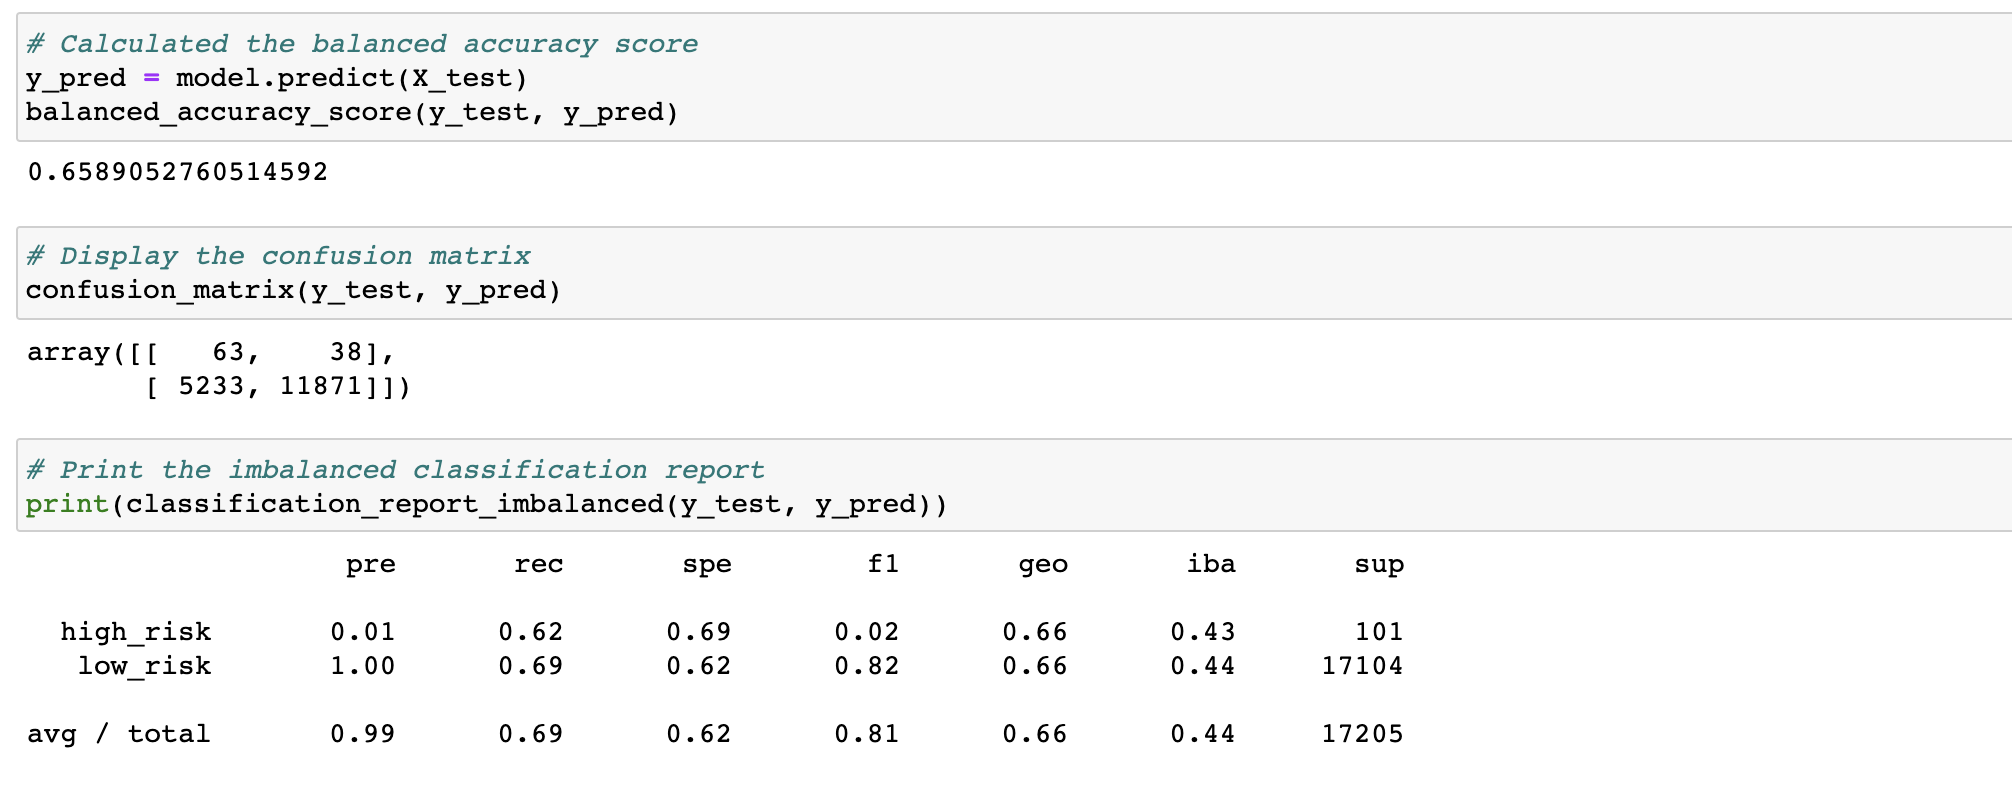 # Calculated the balanced accuracy score
y_pred = model.predict(X_test)
balanced_accuracy_score(y_test, y_pred)
0.6589052760514592
# Display the confusion matrix
confusion_matrix(y_test, y_pred)
array([[   63,    38],
       [ 5233, 11871]])
# Print the imbalanced classification report
print(classification_report_imbalanced(y_test, y_pred))
                   pre       rec       spe        f1       geo       iba       sup
  high_risk       0.01      0.62      0.69      0.02      0.66      0.43       101
   low_risk       1.00      0.69      0.62      0.82      0.66      0.44     17104
avg / total       0.99      0.69      0.62      0.81      0.66      0.44     17205